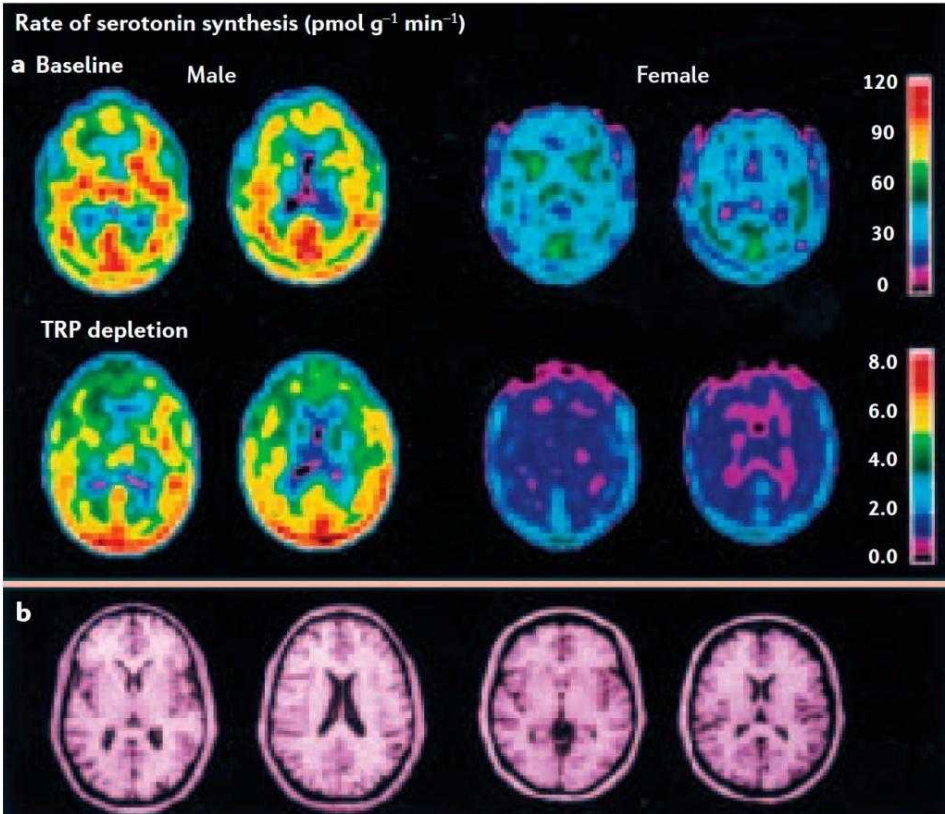 Rate of serotonin synthesis (pmol g⁻¹ min⁻¹)
a Baseline
Male
Female
120
90
60
30
0
TRP depletion
8.0
6.0
4.0
2.0
0.0
b